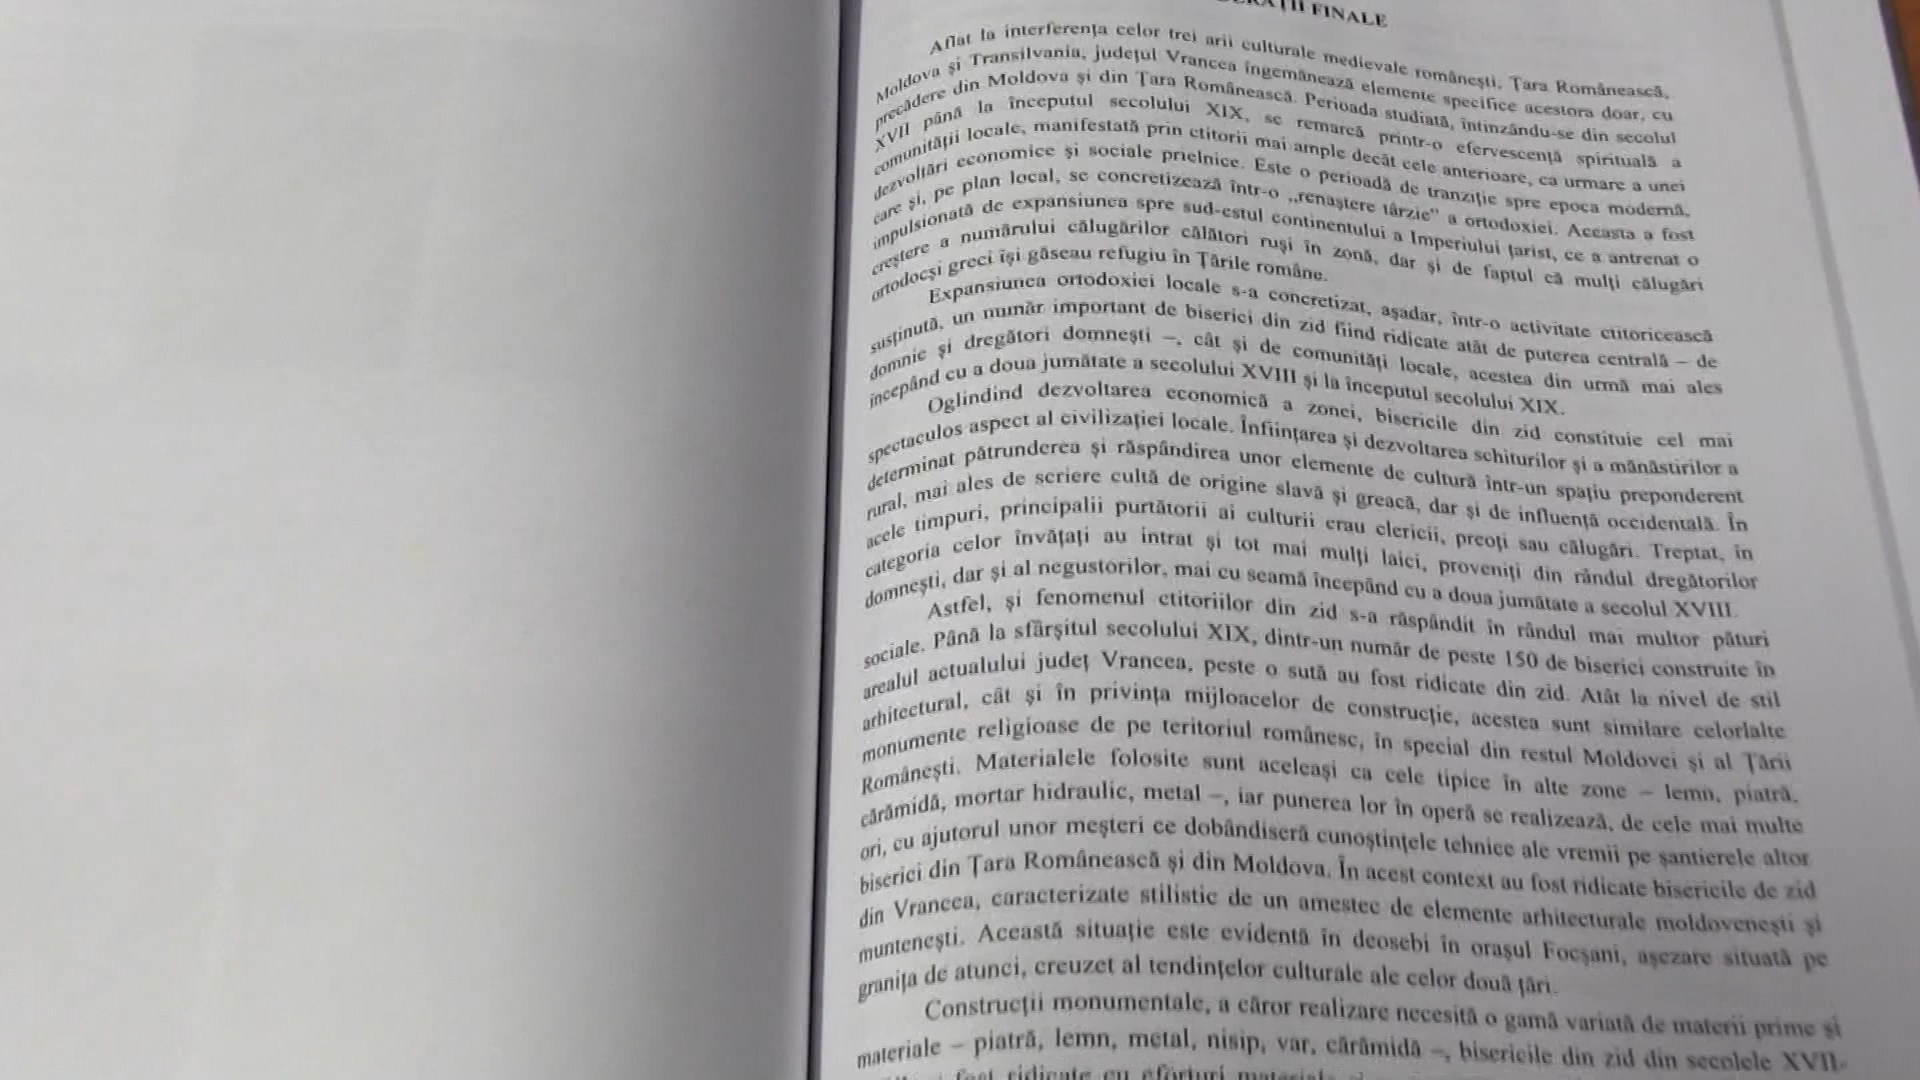 FINALE
Aflat la interferența celor trei arii culturale medievale românești, Țara Românească,
Moldova și Transilvania, județul Vrancea îngemănează elemente specifice acestora doar, cu
precădere din Moldova și din Țara Românească. Perioada studiată, întinzându-se din secolul
XVII până la începutul secolului XIX, se remarcă printr-o efervescență spirituală a
comunității locale, manifestată prin ctitorii mai ample decât cele anterioare, ca urmare a unei
dezvoltări economice și sociale prielnice. Este o perioadă de tranziție spre epoca modernă,
care și, pe plan local, se concretizează într-o „renaștere târzie” a ortodoxiei. Aceasta a fost
impulsionată de expansiunea spre sud-estul continentului a Imperiului țarist, ce a antrenat o
creștere a numărului călugărilor călători ruși în zonă, dar și de faptul că mulți călugări
ortodocși greci își găseau refugiu în Țările române.
Expansiunea ortodoxiei locale s-a concretizat, așadar, într-o activitate ctitoricească
susținută, un număr important de biserici din zid fiind ridicate atât de puterea centrală – de
domnie și dregători domnești –, cât și de comunități locale, acestea din urmă mai ales
începând cu a doua jumătate a secolului XVIII și la începutul secolului XIX.
Oglindind dezvoltarea economică a zonei, bisericile din zid constituie cel mai
spectaculos aspect al civilizației locale. Înființarea și dezvoltarea schiturilor și a mănăstirilor a
determinat pătrunderea și răspândirea unor elemente de cultură într-un spațiu preponderent
rural, mai ales de scriere cultă de origine slavă și greacă, dar și de influență occidentală. În
acele timpuri, principalii purtătorii ai culturii erau clericii, preoți sau călugări. Treptat, în
categoria celor învățați au intrat și tot mai mulți laici, proveniți din rândul dregătorilor
domnești, dar și al negustorilor, mai cu seamă începând cu a doua jumătate a secolul XVIII.
Astfel, și fenomenul ctitoriilor din zid s-a răspândit în rândul mai multor pături
sociale. Până la sfârșitul secolului XIX, dintr-un număr de peste 150 de biserici construite în
arealul actualului județ Vrancea, peste o sută au fost ridicate din zid. Atât la nivel de stil
arhitectural, cât și în privința mijloacelor de construcție, acestea sunt similare celorlalte
monumente religioase de pe teritoriul românesc, în special din restul Moldovei și al Țării
Românești. Materialele folosite sunt aceleași ca cele tipice în alte zone – lemn, piatră,
cărămidă, mortar hidraulic, metal –, iar punerea lor în operă se realizează, de cele mai multe
ori, cu ajutorul unor meșteri ce dobândiseră cunoștințele tehnice ale vremii pe șantierele altor
biserici din Țara Românească și din Moldova. În acest context au fost ridicate bisericile de zid
din Vrancea, caracterizate stilistic de un amestec de elemente arhitecturale moldovenești și
muntenești. Această situație este evidentă în deosebi în orașul Focșani, așezare situată pe
granița de atunci, creuzet al tendințelor culturale ale celor două țări.
Construcții monumentale, a căror realizare necesită o gamă variată de materii prime și
materiale – piatră, lemn, metal, nisip, var, cărămidă –, bisericile din zid din secolele XVII-
fost ridicate cu eforturi